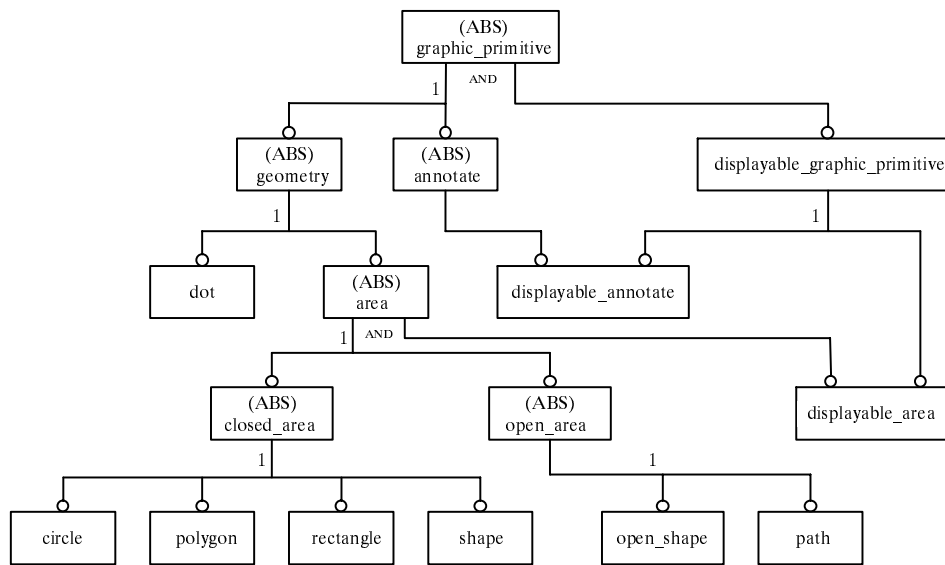 (ABS)
graphic_primitive
1
AND
(ABS)
geometry
(ABS)
annotate
displayable_graphic_primitive
1
1
dot
(ABS)
area
displayable_annotate
1
AND
(ABS)
closed_area
(ABS)
open_area
displayable_area
1
1
circle
polygon
rectangle
shape
open_shape
path